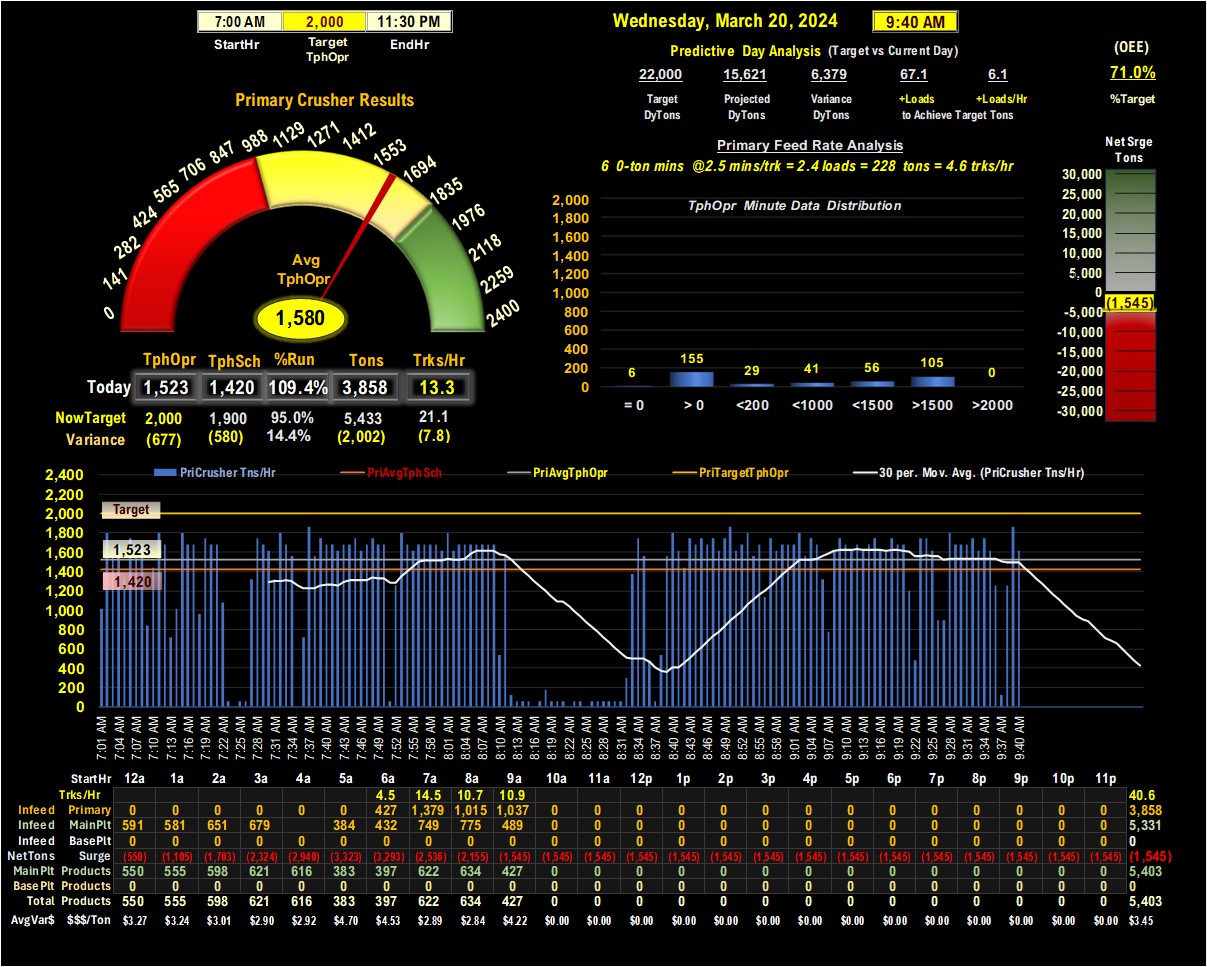 7:00 AM 2,000 11:30 PM
StartHr Target TphOpr EndHr
Wednesday, March 20, 2024 9:40 AM
Predictive Day Analysis (Target vs Current Day)
22,000 15,621 6,379 67.1 6.1
Target Projected Variance +Loads +Loads/Hr
DyTons DyTons DyTons to Achieve Target Tons
(OEE)
71.0%
%Target
Primary Crusher Results
0 141 282 424 565 706 847 988 1129 1271 1412 1553 1694 1835 1976 2118 2259 2400
Avg
TphOpr
1,580
Primary Feed Rate Analysis
6 0-ton mins @2.5 mins/trk = 2.4 loads = 228 tons = 4.6 trks/hr
TphOpr Minute Data Distribution
2,000
1,800
1,600
1,400
1,200
1,000
800
600
400
200
0
6 155 29 41 56 105 0
= 0 > 0 <200 <1000 <1500 >1500 >2000
Net Srge
Tons
30,000
25,000
20,000
15,000
10,000
5,000
0
(1,545)
-5,000
-10,000
-15,000
-20,000
-25,000
-30,000
TphOpr TphSch %Run Tons Trks/Hr
Today 1,523 1,420 109.4% 3,858 13.3
NowTarget 2,000 1,900 95.0% 5,433 21.1
Variance (677) (580) 14.4% (2,002) (7.8)
PriCrusher Tns/Hr PriAvgTphSch PriAvgTphOpr PriTargetTphOpr 30 per. Mov. Avg. (PriCrusher Tns/Hr)
2,400
2,200
2,000
1,800
1,600
1,400
1,200
1,000
800
600
400
200
0
Target
1,523
1,420
7:01 AM 7:04 AM 7:07 AM 7:10 AM 7:13 AM 7:16 AM 7:19 AM 7:22 AM 7:25 AM 7:28 AM 7:31 AM 7:34 AM 7:37 AM 7:40 AM 7:43 AM 7:46 AM 7:49 AM 7:52 AM 7:55 AM 7:58 AM 8:01 AM 8:04 AM 8:07 AM 8:10 AM 8:13 AM 8:16 AM 8:19 AM 8:22 AM 8:25 AM 8:28 AM 8:31 AM 8:34 AM 8:37 AM 8:40 AM 8:43 AM 8:46 AM 8:49 AM 8:52 AM 8:55 AM 8:58 AM 9:01 AM 9:04 AM 9:07 AM 9:10 AM 9:13 AM 9:16 AM 9:19 AM 9:22 AM 9:25 AM 9:28 AM 9:31 AM 9:34 AM 9:37 AM 9:40 AM
StartHr 12a 1a 2a 3a 4a 5a 6a 7a 8a 9a 10a 11a 12p 1p 2p 3p 4p 5p 6p 7p 8p 9p 10p 11p
Trks/Hr 4.5 14.5 10.7 10.9 40.6
Infeed Primary 0 0 0 0 0 0 427 1,379 1,015 1,037 0 0 0 0 0 0 0 0 0 0 0 0 0 0 3,858
Infeed MainPlt 591 581 651 679 384 432 749 775 489 0 0 0 0 0 0 0 0 0 0 0 0 0 0 5,331
Infeed BasePlt 0 0 0 0 0 0 0 0 0 0 0 0 0 0 0 0 0 0 0 0 0 0 0 0 0
NetTons Surge (550) (1,105) (1,703) (2,324) (2,940) (3,323) (3,293) (2,536) (2,155) (1,545) (1,545) (1,545) (1,545) (1,545) (1,545) (1,545) (1,545) (1,545) (1,545) (1,545) (1,545) (1,545) (1,545) (1,545) (1,545)
MainPlt Products 550 555 598 621 616 383 397 622 634 427 0 0 0 0 0 0 0 0 0 0 0 0 0 0 5,403
BasePlt Products 0 0 0 0 0 0 0 0 0 0 0 0 0 0 0 0 0 0 0 0 0 0 0 0 0
Total Products 550 555 598 621 616 383 397 622 634 427 0 0 0 0 0 0 0 0 0 0 0 0 0 0 5,403
AvgVar$ $$$/Ton $3.27 $3.24 $3.01 $2.90 $2.92 $4.70 $4.53 $2.89 $2.84 $4.22 $0.00 $0.00 $0.00 $0.00 $0.00 $0.00 $0.00 $0.00 $0.00 $0.00 $0.00 $0.00 $0.00 $0.00 $3.45